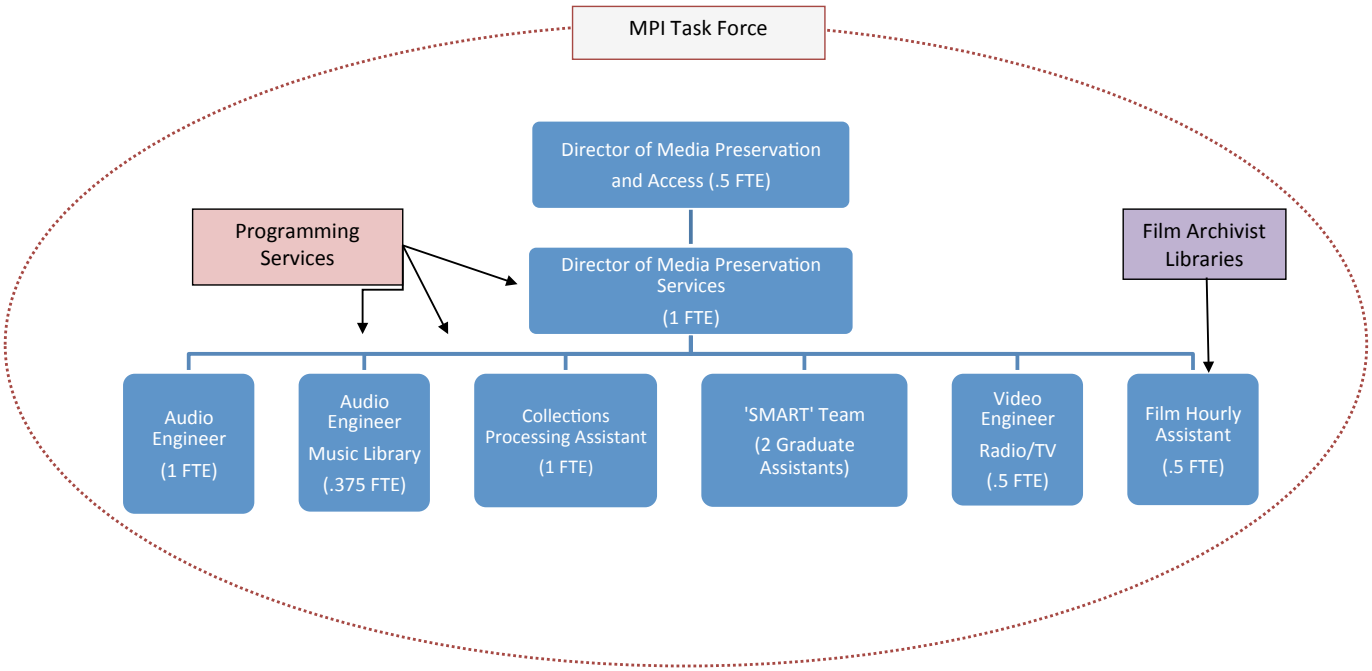 MPI Task Force
Director of Media Preservation
and Access (.5 FTE)
Programming
Services
Film Archivist
Libraries
Director of Media Preservation
Services
(1 FTE)
Audio
Engineer
(1 FTE)
Audio
Engineer
Music Library
(.375 FTE)
Collections
Processing Assistant
(1 FTE)
'SMART' Team
(2 Graduate
Assistants)
Video
Engineer
Radio/TV
(.5 FTE)
Film Hourly
Assistant
(.5 FTE)